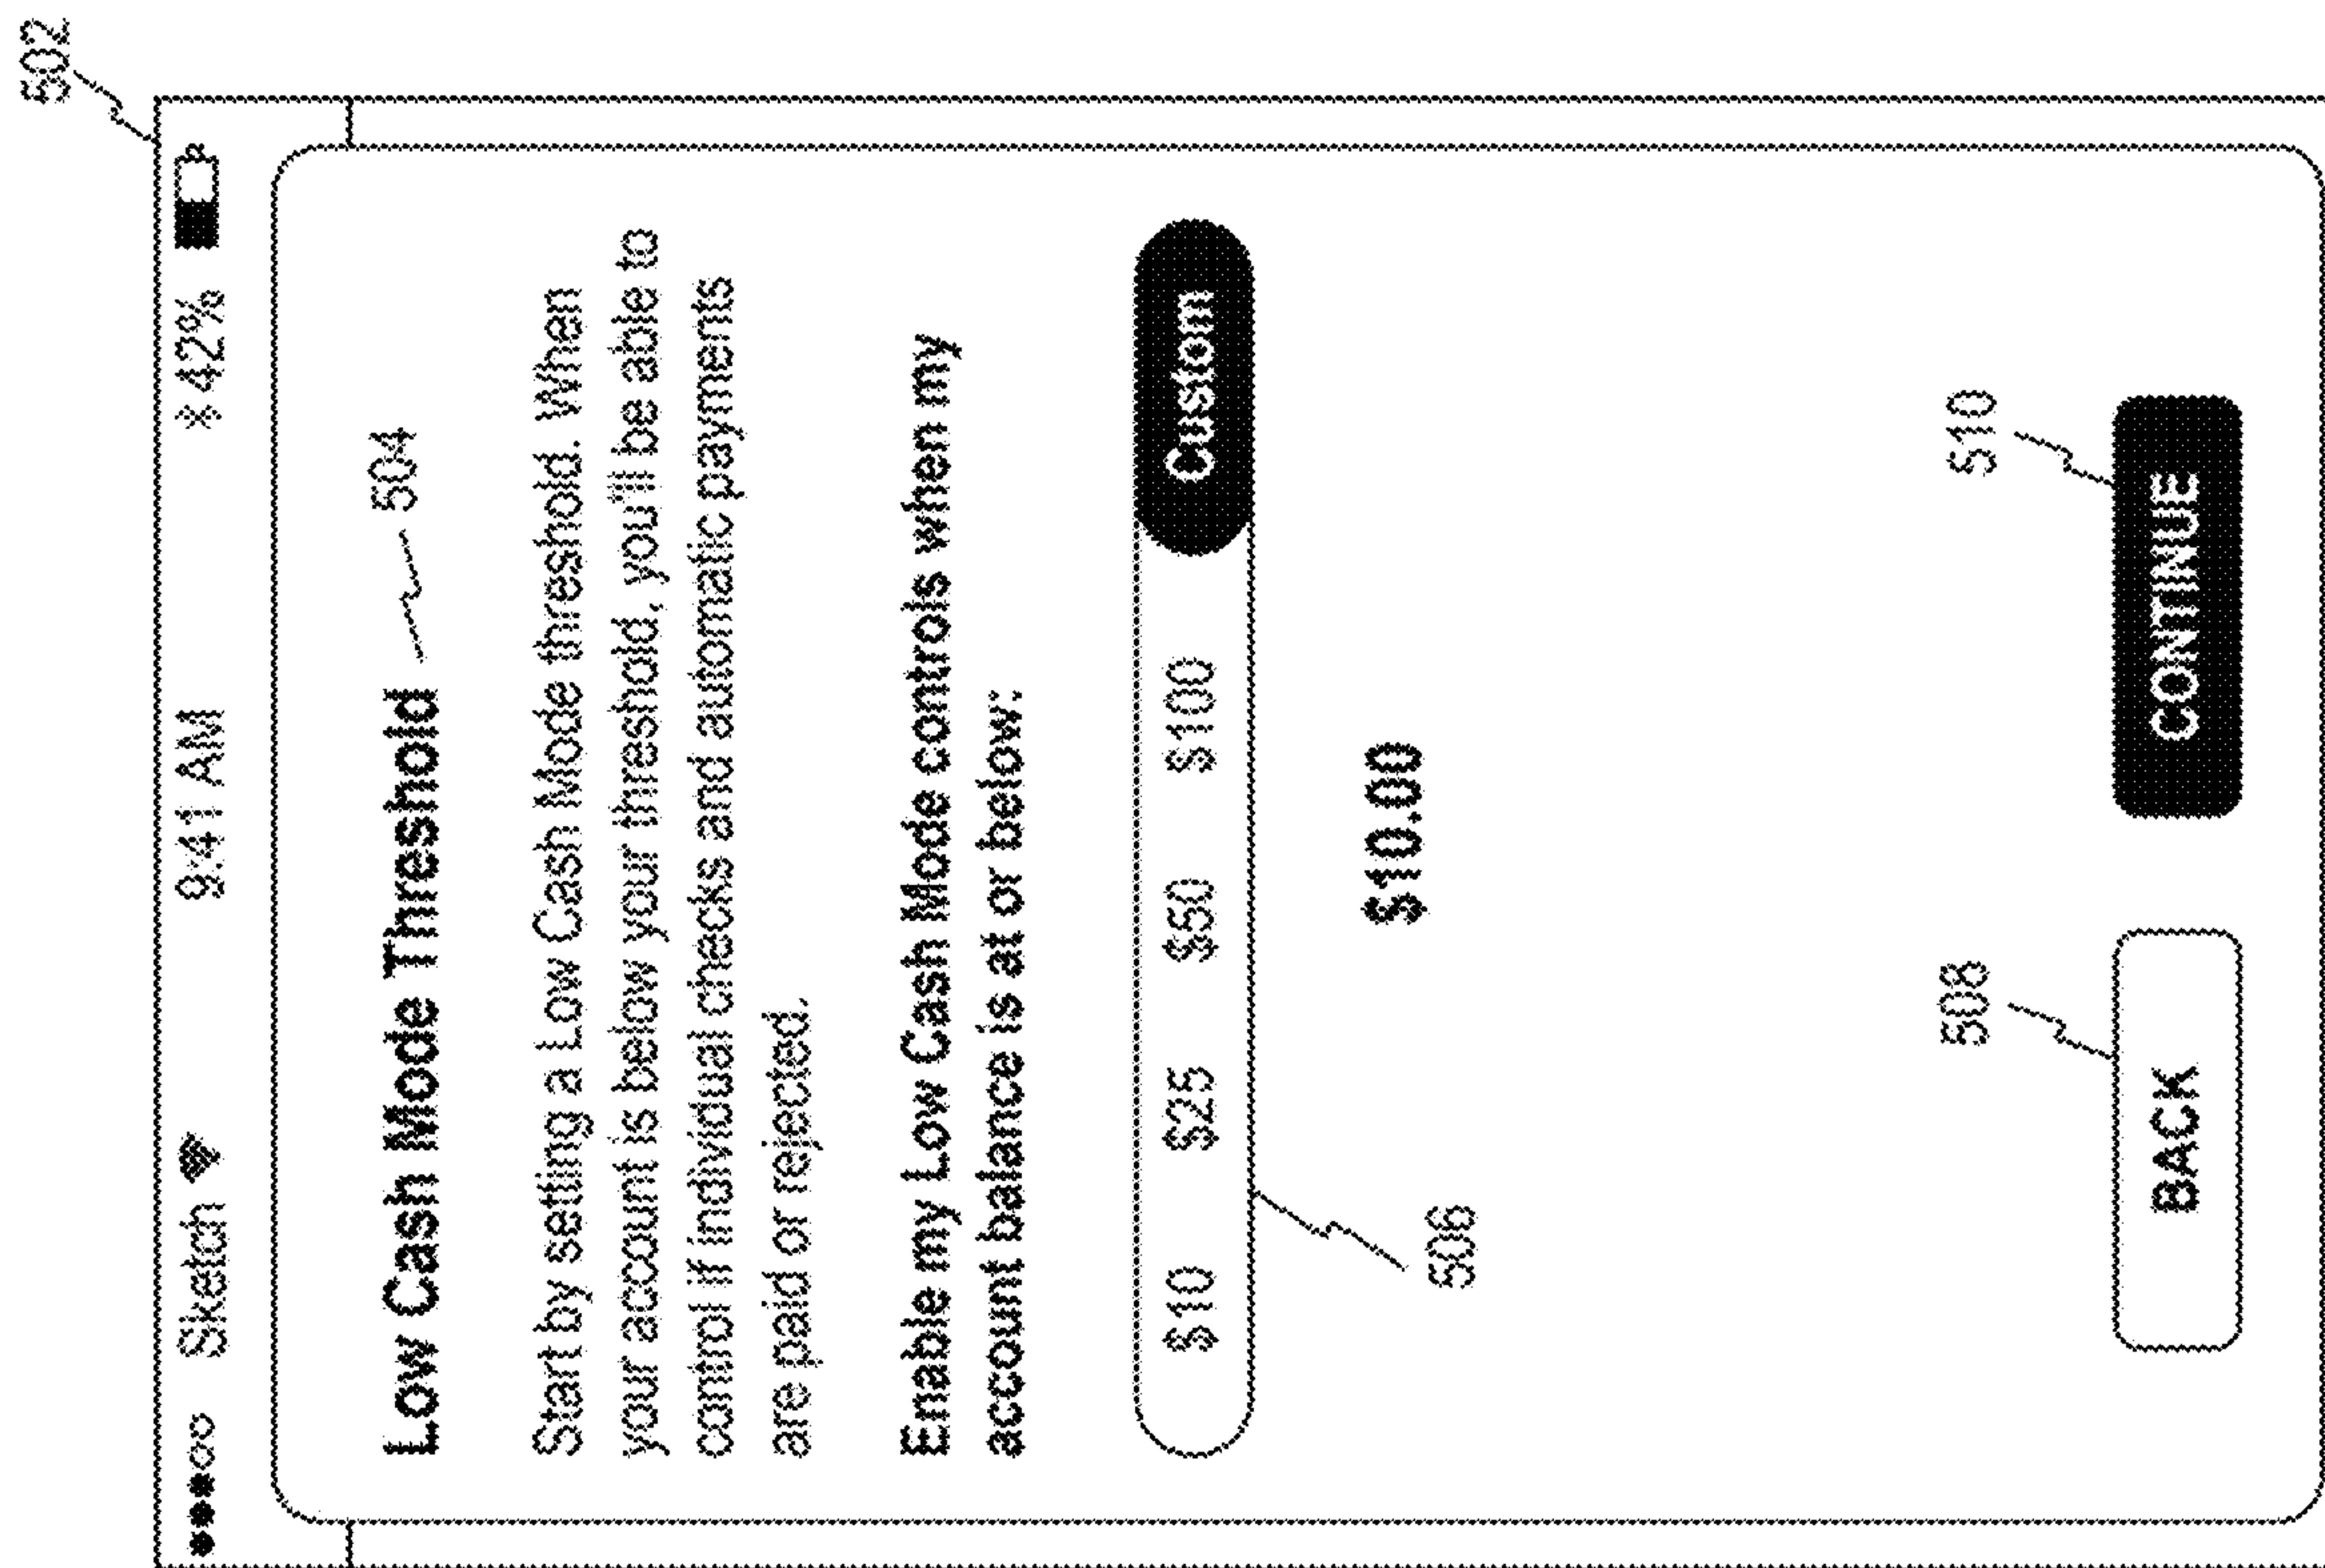 502
Sketch 9:41 AM 42%
Low Cash Mode Threshold 504
Start by setting a Low Cash Mode threshold. When
your account is below your threshold, you'll be able to
control if individual checks and automatic payments
are paid or rejected.
Enable my Low Cash Mode controls when my
account balance is at or below:
$10 $25 $50 $100 Custom
506
$10.00
508 510
BACK CONTINUE